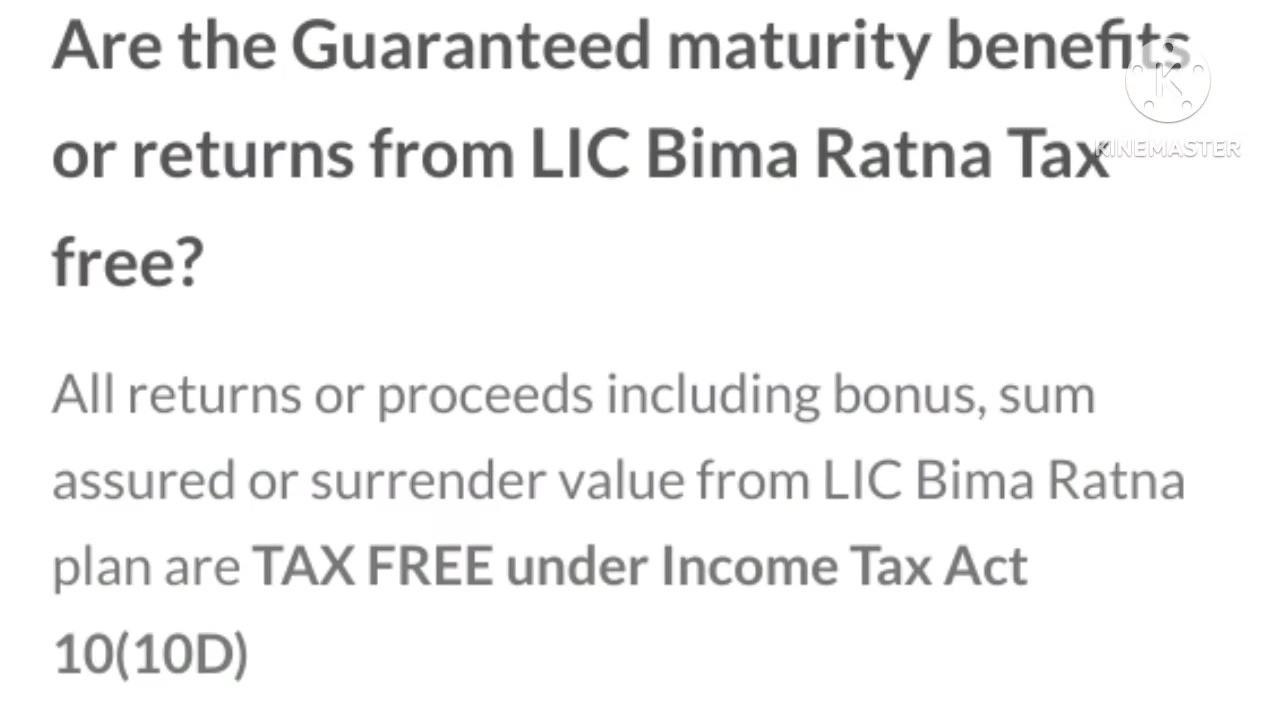 Are the Guaranteed maturity benefits
or returns from LIC Bima Ratna Tax
free?
All returns or proceeds including bonus, sum
assured or surrender value from LIC Bima Ratna
plan are TAX FREE under Income Tax Act
10(10D)
K
KINEMASTER